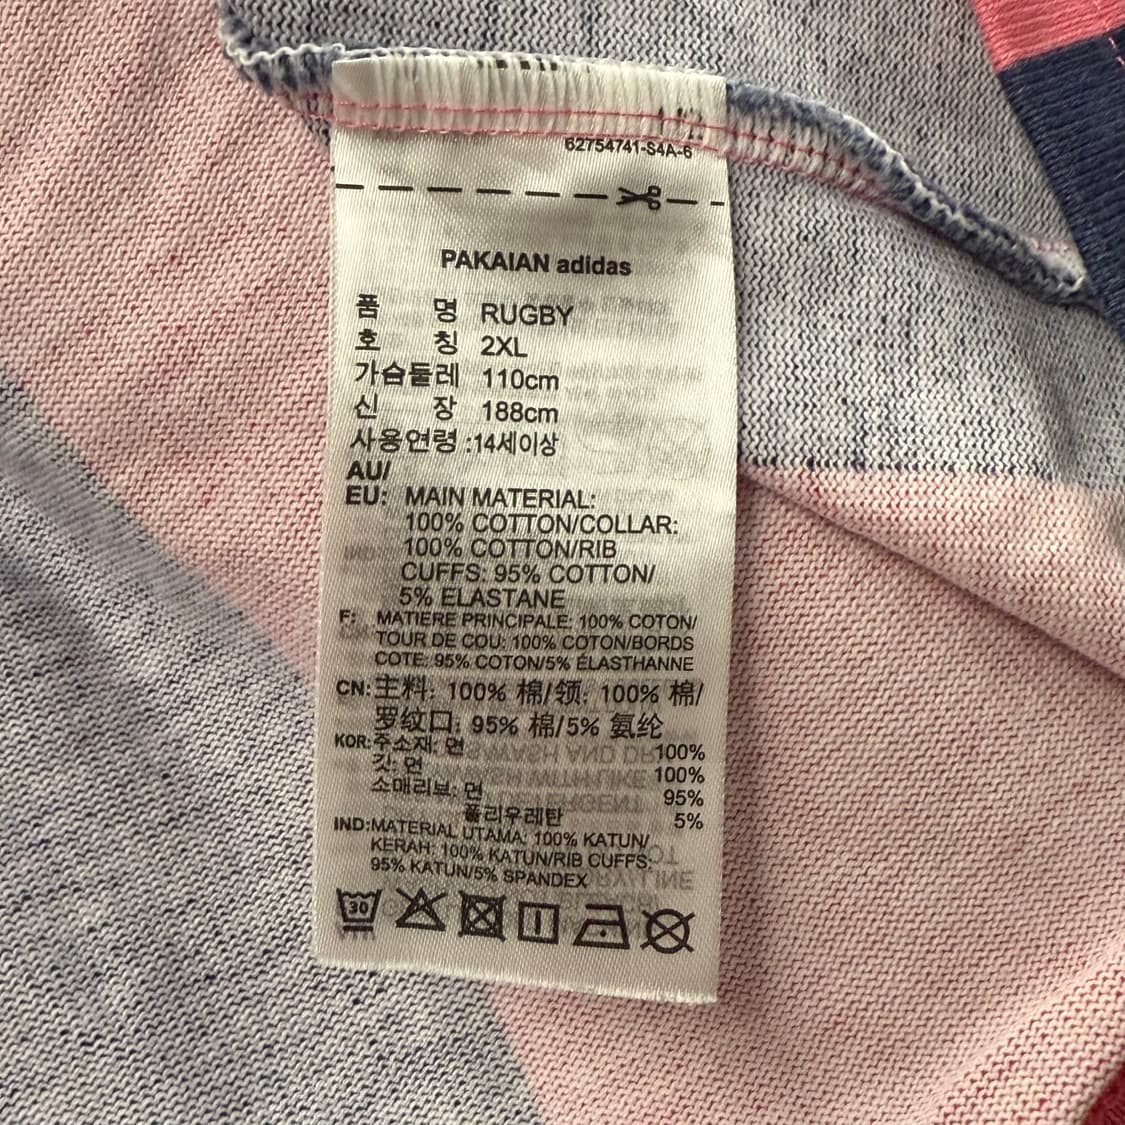 62754741-S4A-6
PAKAIAN adidas
품 명 RUGBY
호 칭 2XL
가슴둘레 110cm
신 장 188cm
사용연령 :14세이상
AU/
EU: MAIN MATERIAL:
100% COTTON/COLLAR:
100% COTTON/RIB
CUFFS: 95% COTTON/
5% ELASTANE
F: MATIERE PRINCIPALE: 100% COTON/
TOUR DE COU: 100% COTON/BORDS
COTE: 95% COTON/5% ÉLASTHANNE
CN: 主料: 100% 棉/领: 100% 棉/
罗纹口: 95% 棉/5% 氨纶
KOR: 주소재: 면 100%
깃: 면 100%
소매리브: 면 95%
폴리우레탄 5%
IND:MATERIAL UTAMA: 100% KATUN/
KERAH: 100% KATUN/RIB CUFFS:
95% KATUN/5% SPANDEX
30